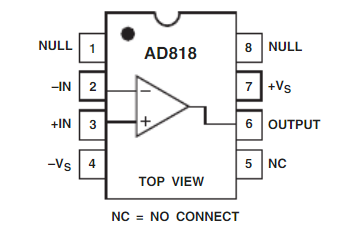 NULL 1 AD818 8 NULL
–IN 2 – 7 +VS
+IN 3 + 6 OUTPUT
–VS 4 5 NC
TOP VIEW
NC = NO CONNECT